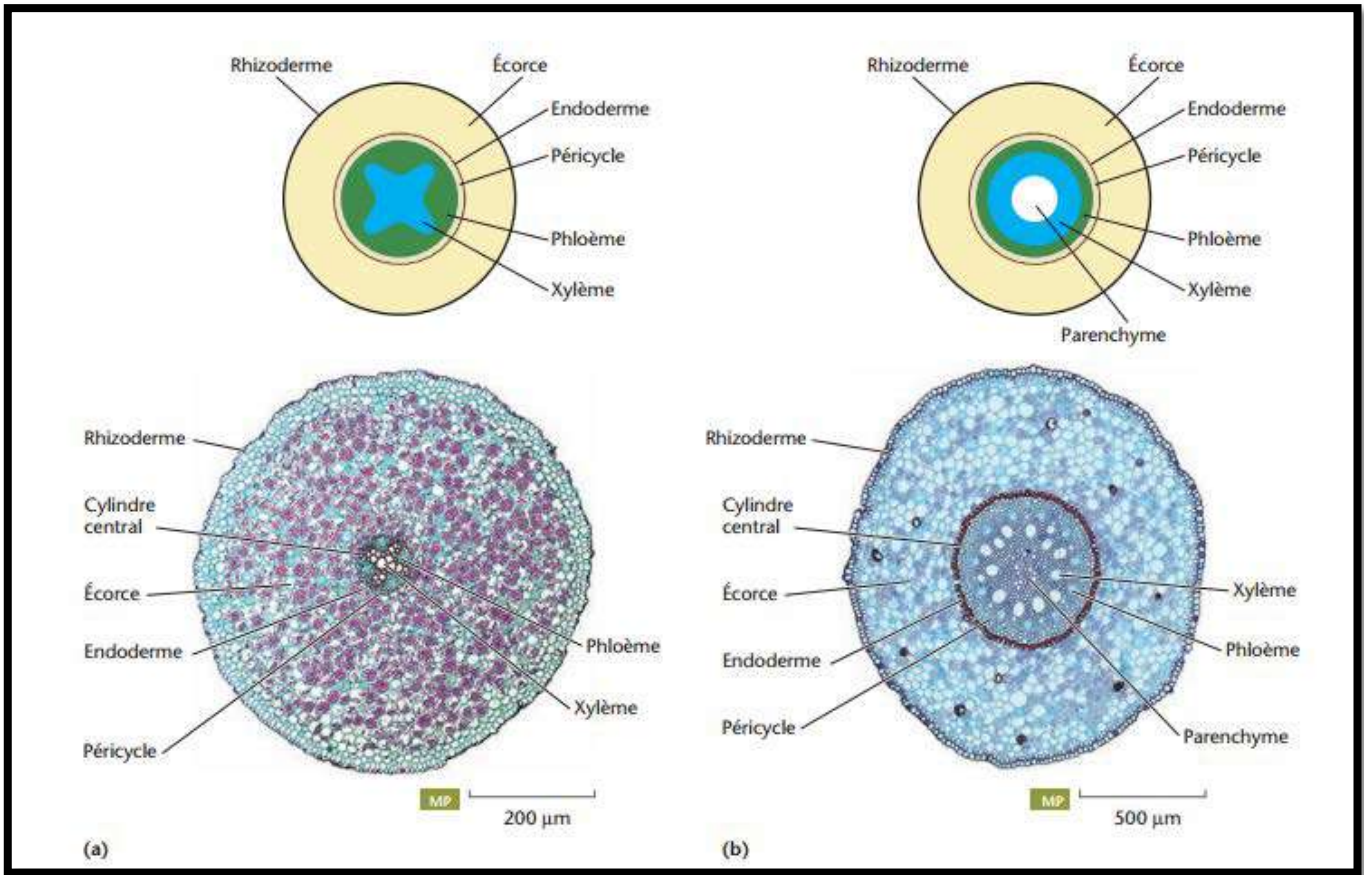 Rhizoderme
Écorce
Endoderme
Péricycle
Phloème
Xylème
Rhizoderme
Cylindre
central
Écorce
Endoderme
Péricycle
Phloème
Xylème
MP
200 µm
(a)
Rhizoderme
Écorce
Endoderme
Péricycle
Phloème
Xylème
Parenchyme
Rhizoderme
Cylindre
central
Écorce
Endoderme
Péricycle
Xylème
Phloème
Parenchyme
MP
500 µm
(b)